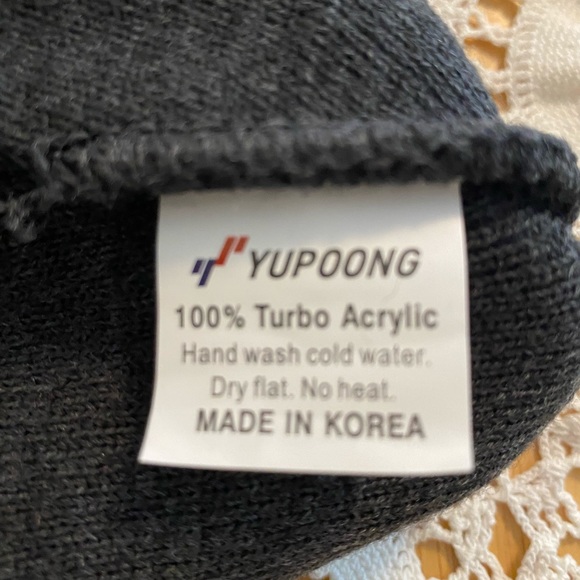 YUPOONG
100% Turbo Acrylic
Hand wash cold water.
Dry flat. No heat.
MADE IN KOREA